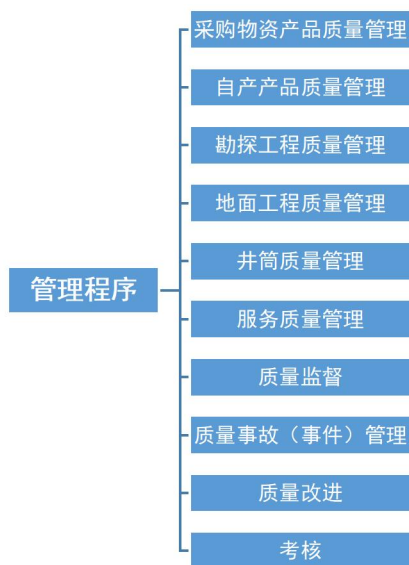 管理程序
采购物资产品质量管理
自产产品质量管理
勘探工程质量管理
地面工程质量管理
井筒质量管理
服务质量管理
质量监督
质量事故（事件）管理
质量改进
考核